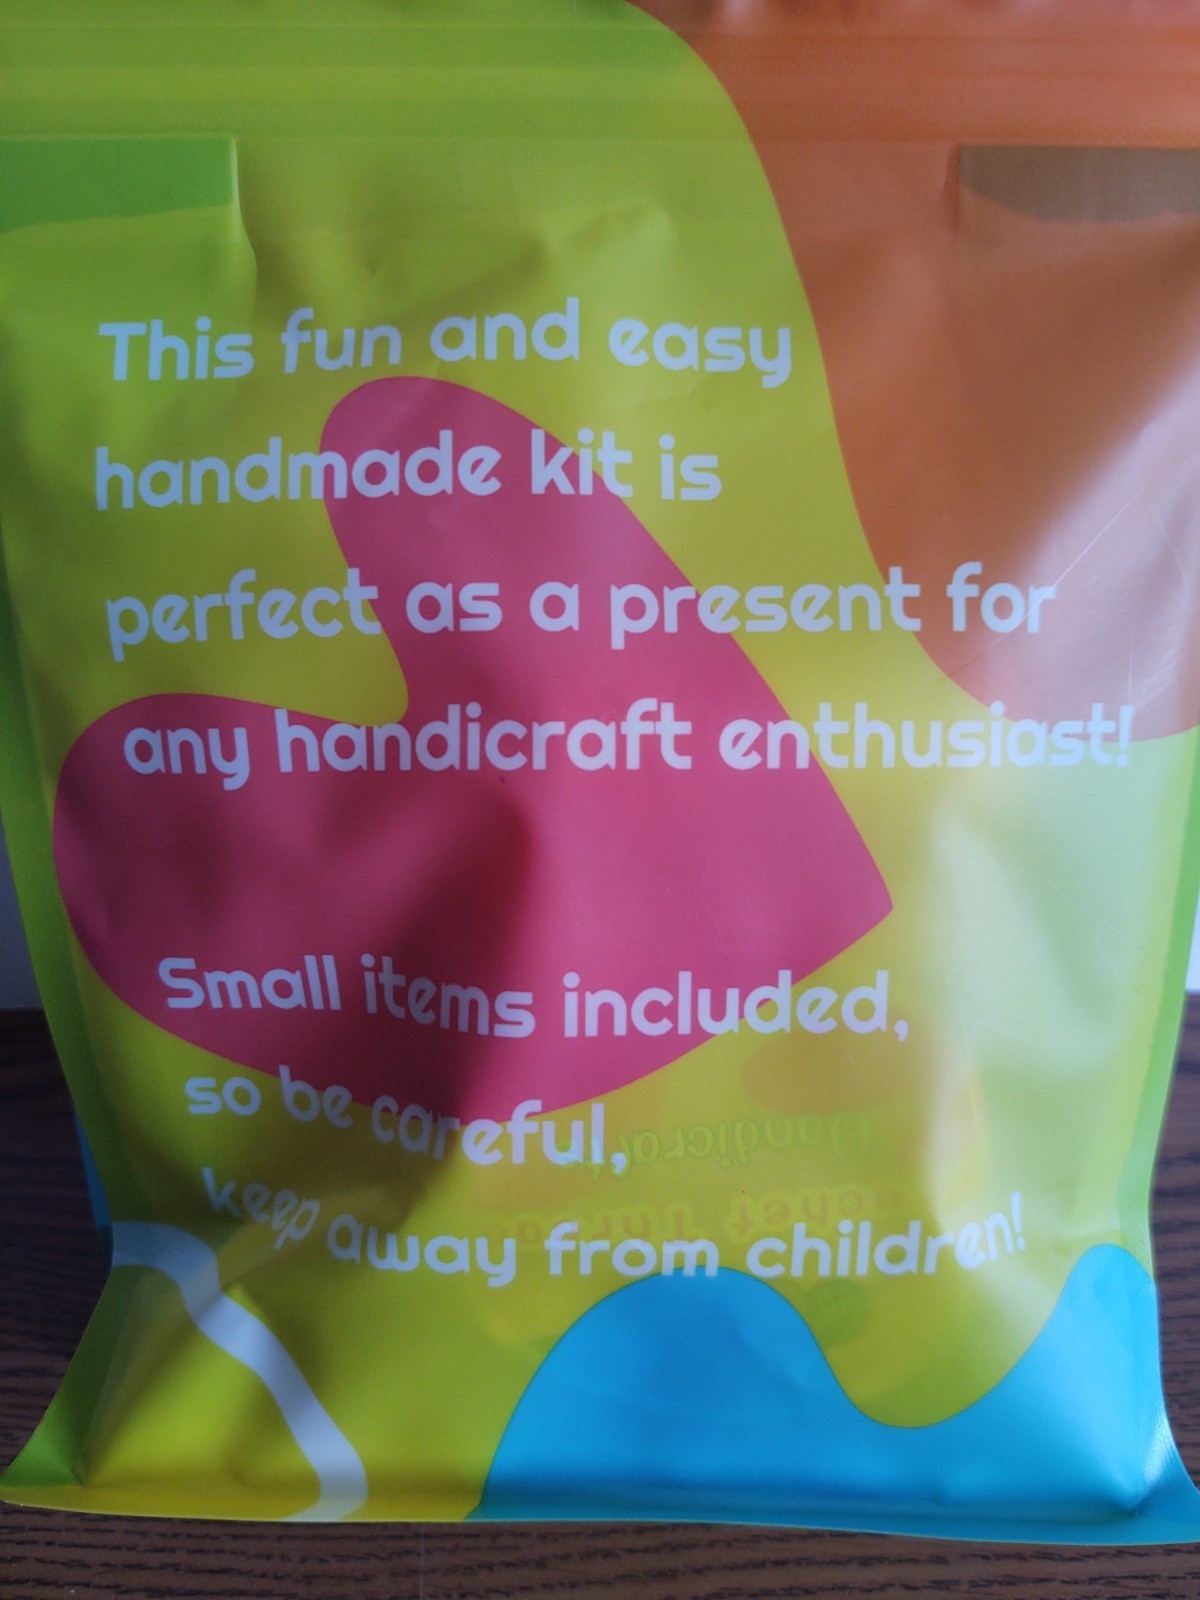 This fun and easy
handmade kit is
perfect as a present for
any handicraft enthusiast!
Small items included,
so be careful,
keep away from children!
Handicraft